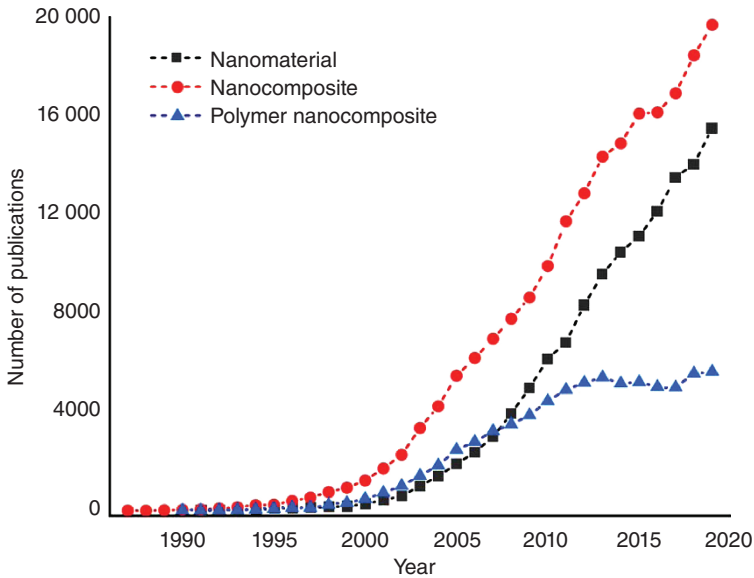 20 000
16 000
12 000
8000
4000
0
Number of publications
Nanomaterial
Nanocomposite
Polymer nanocomposite
1990 1995 2000 2005 2010 2015 2020
Year